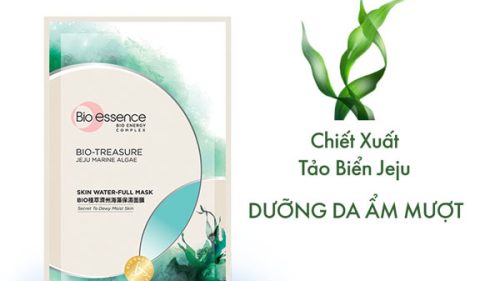 Bio essence
BIO ENERGY
COMPLEX
BIO-TREASURE
JEJU MARINE ALGAE
SKIN WATER-FULL MASK
BIO植萃濟州海藻保濕面膜
Secret To Dewy Moist Skin
Chiết Xuất
Tảo Biển Jeju
DƯỠNG DA ẨM MƯỢT